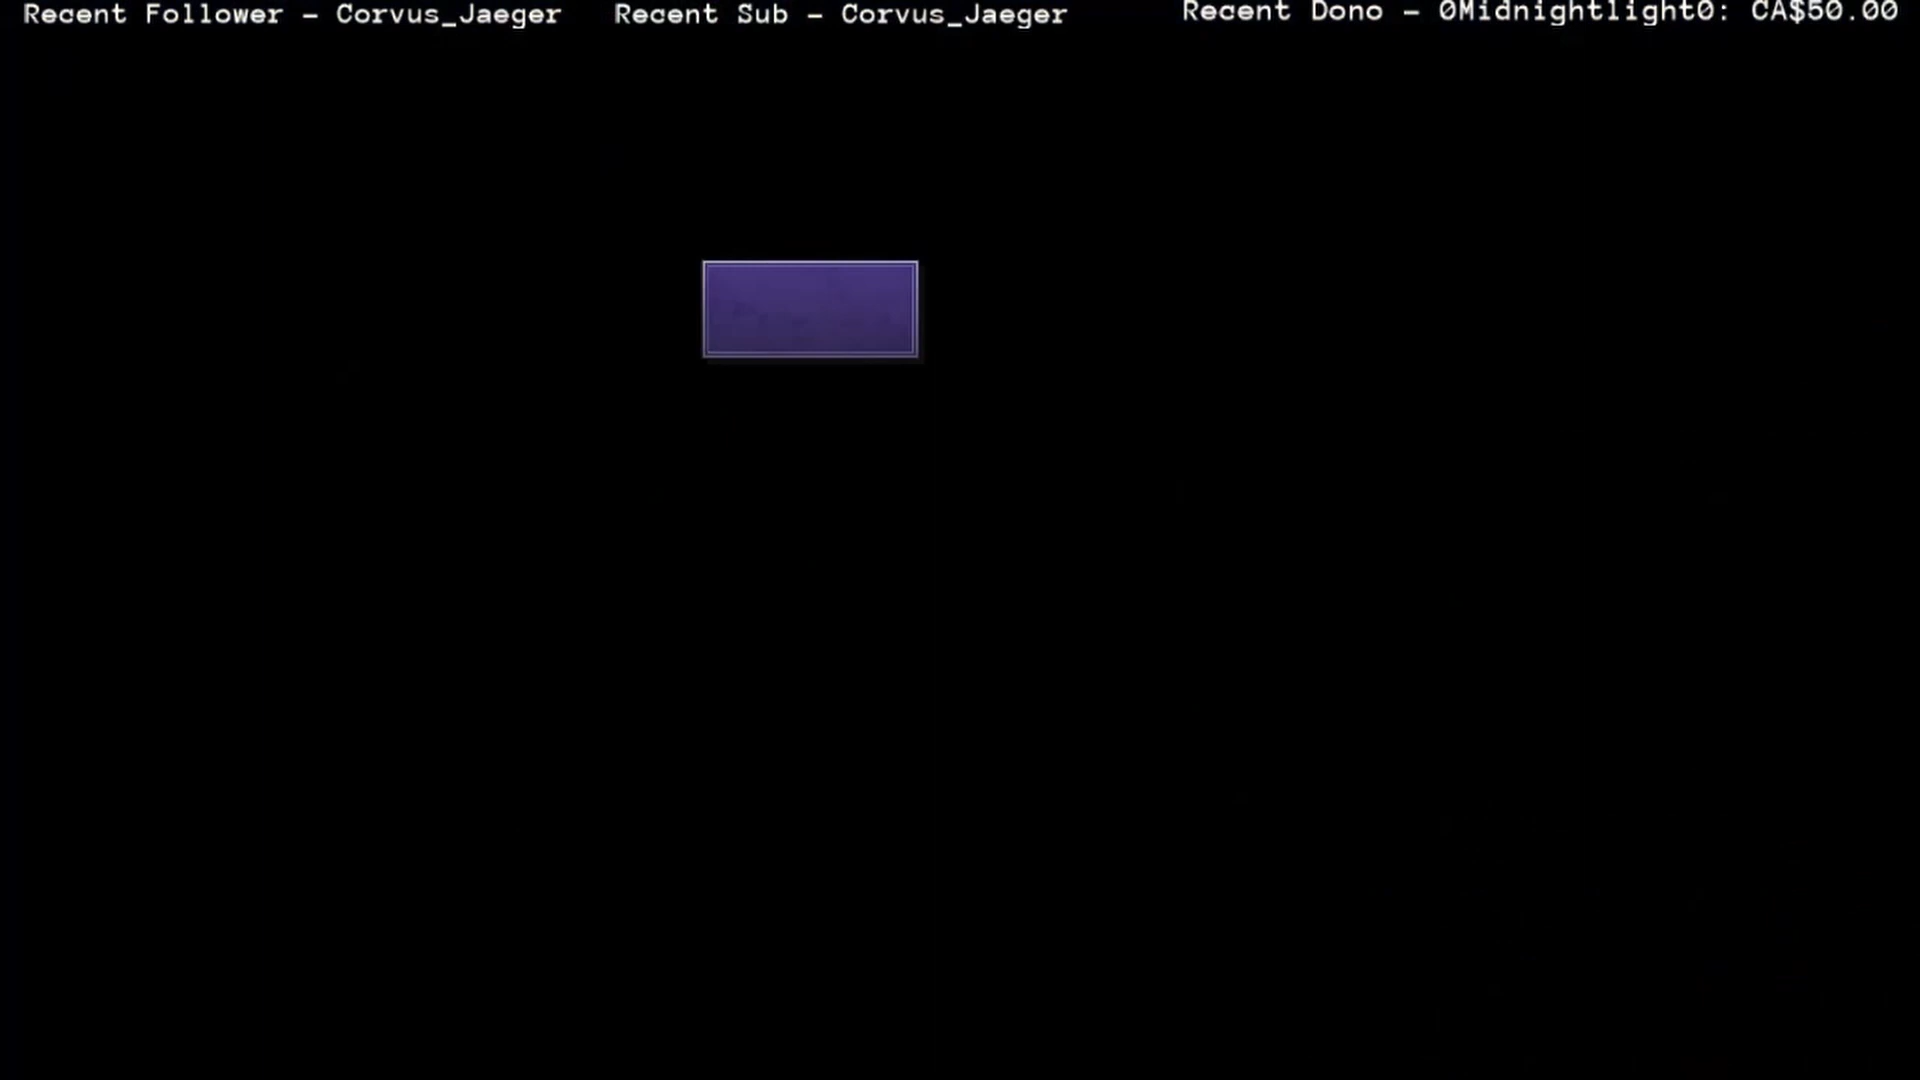 Recent Follower - Corvus_Jaeger
Recent Sub - Corvus_Jaeger
Recent Dono - 0Midnightlight0: CA$50.00